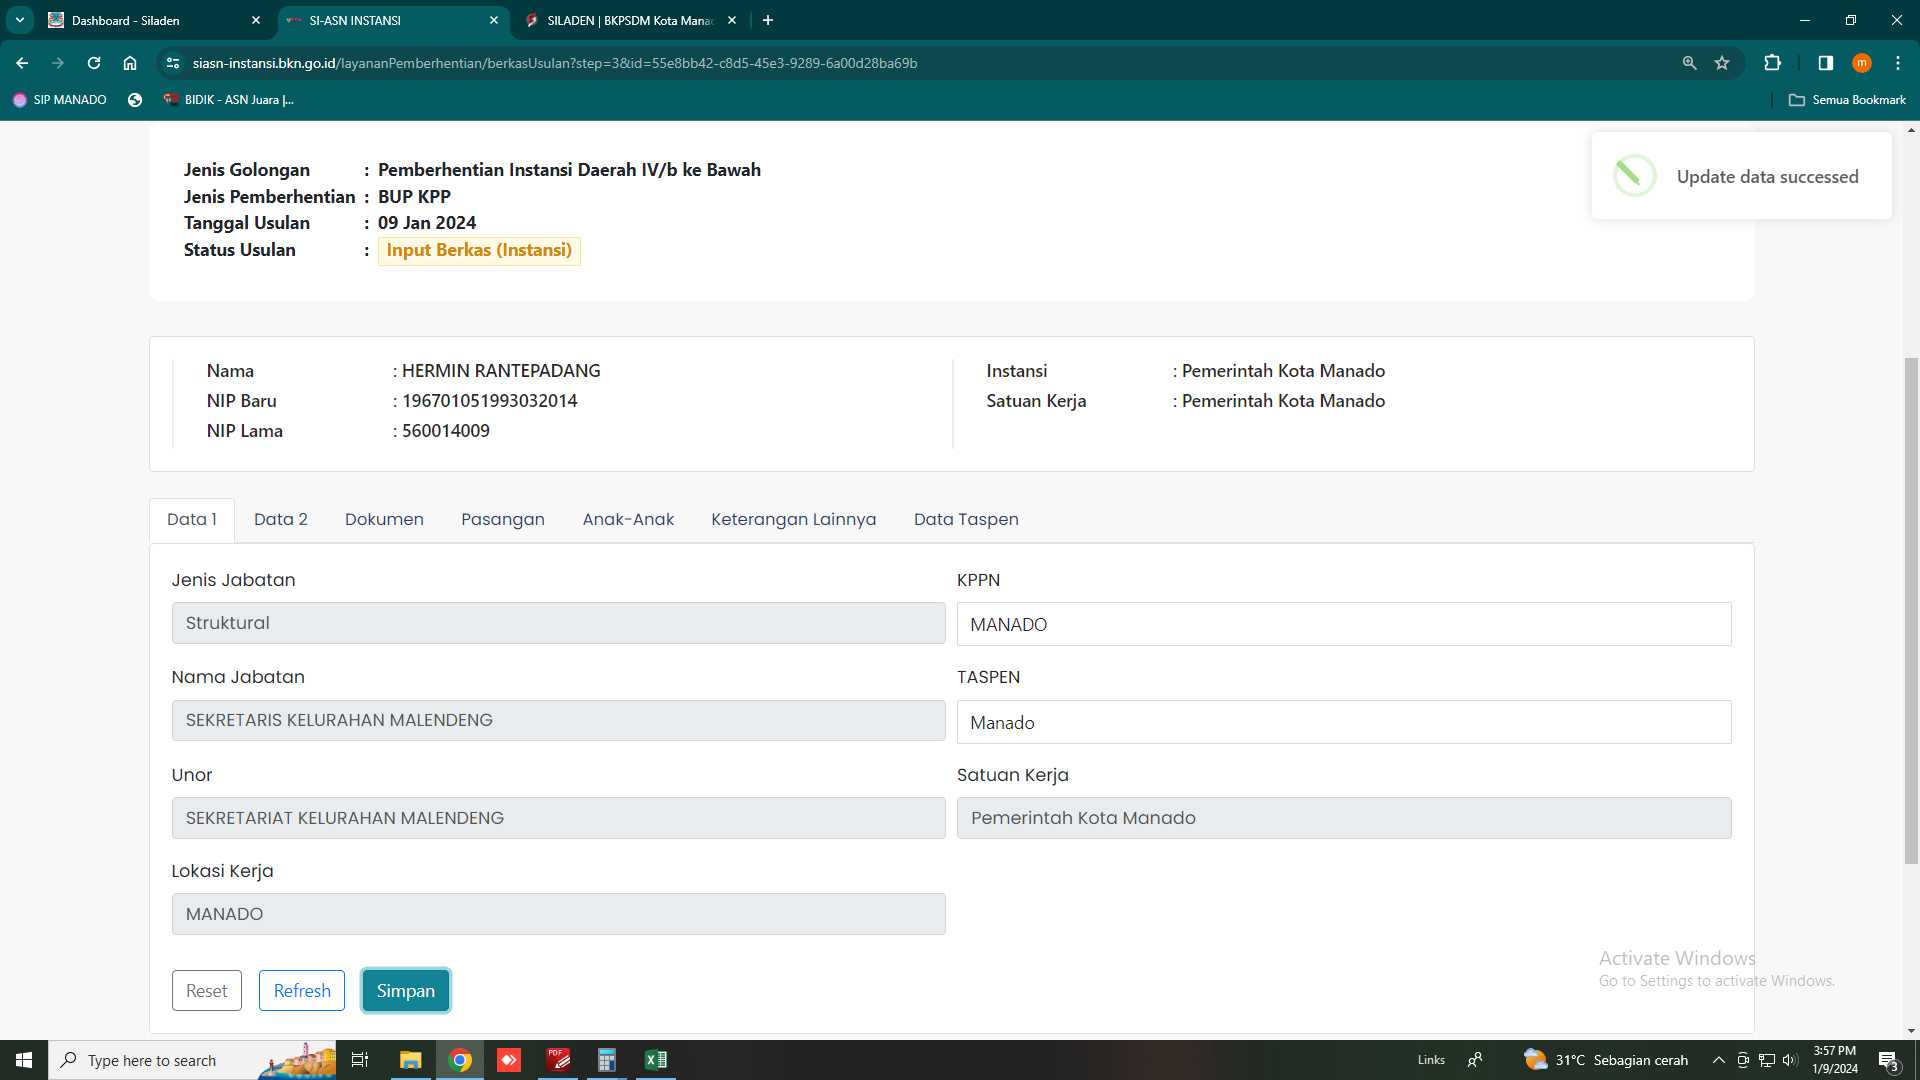 Dashboard - Siladen
SI-ASN INSTANSI
SILADEN | BKPSDM Kota Mana
siasn-instansi.bkn.go.id/layananPemberhentian/berkasUsulan?step=3&id=55e8bb42-c8d5-45e3-9289-6a00d28ba69b
m
SIP MANADO
BIDIK - ASN Juara |...
Semua Bookmark
Jenis Golongan : Pemberhentian Instansi Daerah IV/b ke Bawah
Jenis Pemberhentian : BUP KPP
Tanggal Usulan : 09 Jan 2024
Status Usulan : Input Berkas (Instansi)
Update data successed
Nama : HERMIN RANTEPADANG
NIP Baru : 196701051993032014
NIP Lama : 560014009
Instansi : Pemerintah Kota Manado
Satuan Kerja : Pemerintah Kota Manado
Data 1 Data 2 Dokumen Pasangan Anak-Anak Keterangan Lainnya Data Taspen
Jenis Jabatan
Struktural
KPPN
MANADO
Nama Jabatan
SEKRETARIS KELURAHAN MALENDENG
TASPEN
Manado
Unor
SEKRETARIAT KELURAHAN MALENDENG
Satuan Kerja
Pemerintah Kota Manado
Lokasi Kerja
MANADO
Reset Refresh Simpan
Activate Windows
Go to Settings to activate Windows.
Type here to search
PDF
Links
31°C Sebagian cerah
3:57 PM
1/9/2024
3